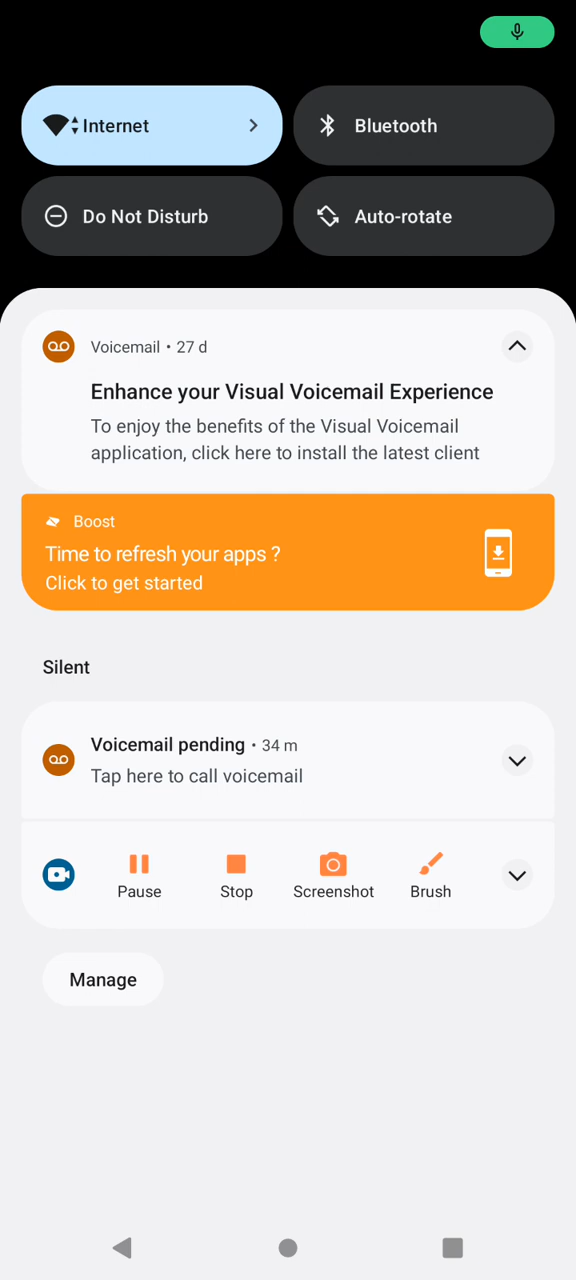 Internet
Bluetooth
Do Not Disturb
Auto-rotate
Voicemail • 27 d
Enhance your Visual Voicemail Experience
To enjoy the benefits of the Visual Voicemail
application, click here to install the latest client
Boost
Time to refresh your apps ?
Click to get started
Silent
Voicemail pending • 34 m
Tap here to call voicemail
Pause
Stop
Screenshot
Brush
Manage